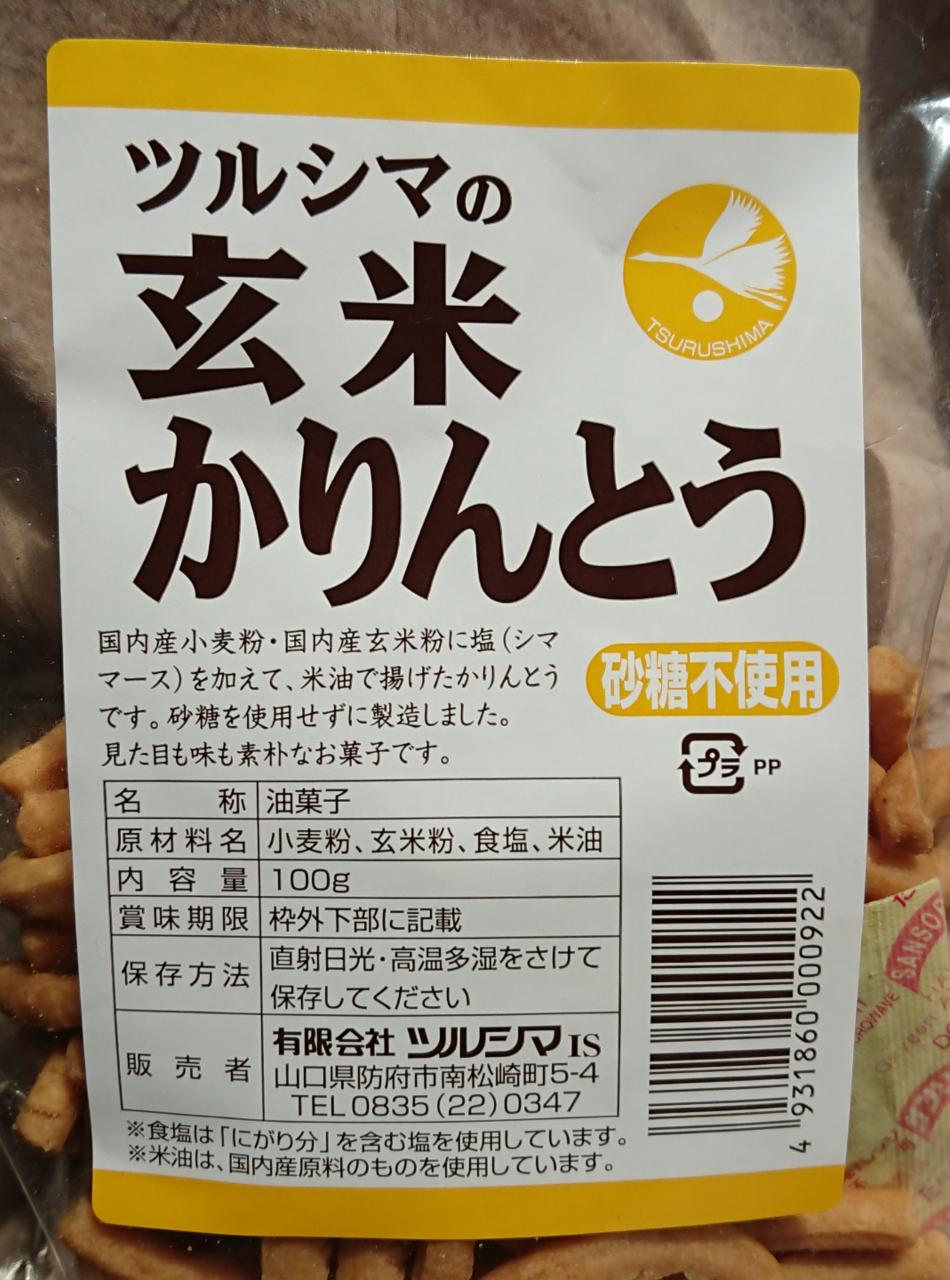 ツルシマの
TSURUSHIMA
玄米
かりんとう
国内産小麦粉・国内産玄米粉に塩(シマ
マース)を加えて、米油で揚げたかりんとう
です。砂糖を使用せずに製造しました。
見た目も味も素朴なお菓子です。
砂糖不使用
プラ PP
名称 油菓子
原材料名 小麦粉、玄米粉、食塩、米油
内容量 100g
賞味期限 枠外下部に記載
保存方法 直射日光・高温多湿をさけて
保存してください
販売者 有限会社 ツルシマ IS
山口県防府市南松崎町5-4
TEL 0835(22)0347
※食塩は「にがり分」を含む塩を使用しています。
※米油は、国内産原料のものを使用しています。
4 931860 000922
SANSO